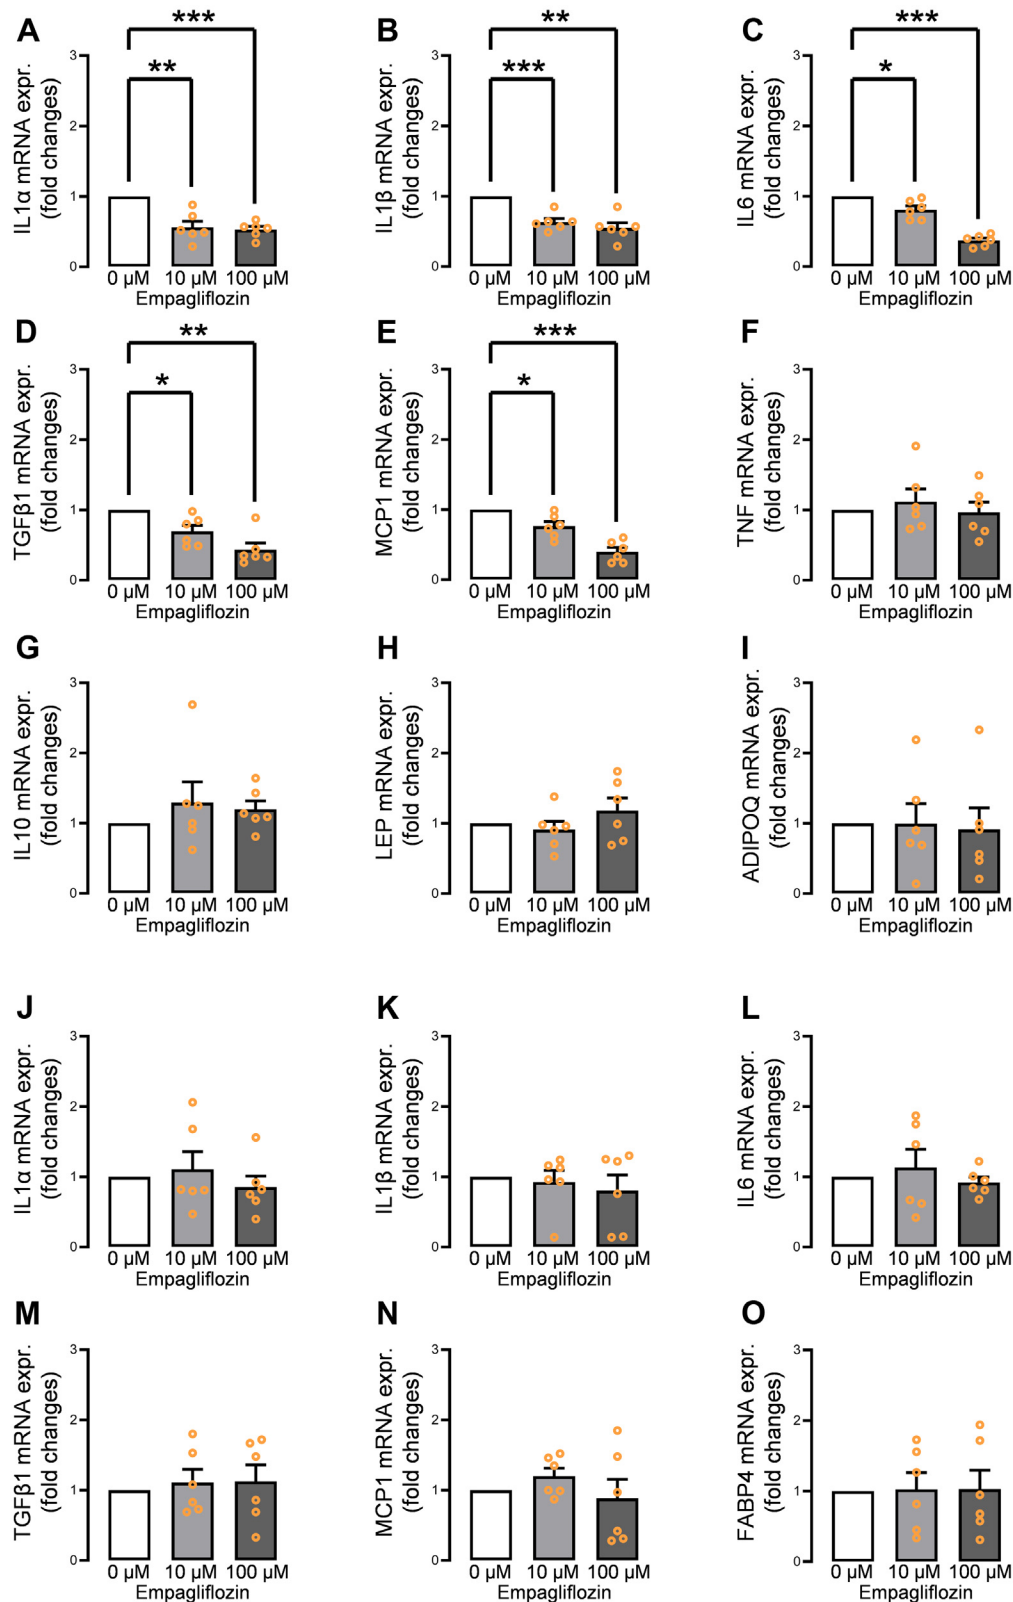 A
IL1α mRNA expr.
(fold changes)
3
2
1
0
***
**
0 µM 10 µM 100 µM
Empagliflozin
B
IL1β mRNA expr.
(fold changes)
3
2
1
0
**
***
0 µM 10 µM 100 µM
Empagliflozin
C
IL6 mRNA expr.
(fold changes)
3
2
1
0
***
*
0 µM 10 µM 100 µM
Empagliflozin
D
TGFβ1 mRNA expr.
(fold changes)
3
2
1
0
**
*
0 µM 10 µM 100 µM
Empagliflozin
E
MCP1 mRNA expr.
(fold changes)
3
2
1
0
***
*
0 µM 10 µM 100 µM
Empagliflozin
F
TNF mRNA expr.
(fold changes)
3
2
1
0
0 µM 10 µM 100 µM
Empagliflozin
G
IL10 mRNA expr.
(fold changes)
3
2
1
0
0 µM 10 µM 100 µM
Empagliflozin
H
LEP mRNA expr.
(fold changes)
3
2
1
0
0 µM 10 µM 100 µM
Empagliflozin
I
ADIPOQ mRNA expr.
(fold changes)
3
2
1
0
0 µM 10 µM 100 µM
Empagliflozin
J
IL1α mRNA expr.
(fold changes)
3
2
1
0
0 µM 10 µM 100 µM
Empagliflozin
K
IL1β mRNA expr.
(fold changes)
3
2
1
0
0 µM 10 µM 100 µM
Empagliflozin
L
IL6 mRNA expr.
(fold changes)
3
2
1
0
0 µM 10 µM 100 µM
Empagliflozin
M
TGFβ1 mRNA expr.
(fold changes)
3
2
1
0
0 µM 10 µM 100 µM
Empagliflozin
N
MCP1 mRNA expr.
(fold changes)
3
2
1
0
0 µM 10 µM 100 µM
Empagliflozin
O
FABP4 mRNA expr.
(fold changes)
3
2
1
0
0 µM 10 µM 100 µM
Empagliflozin